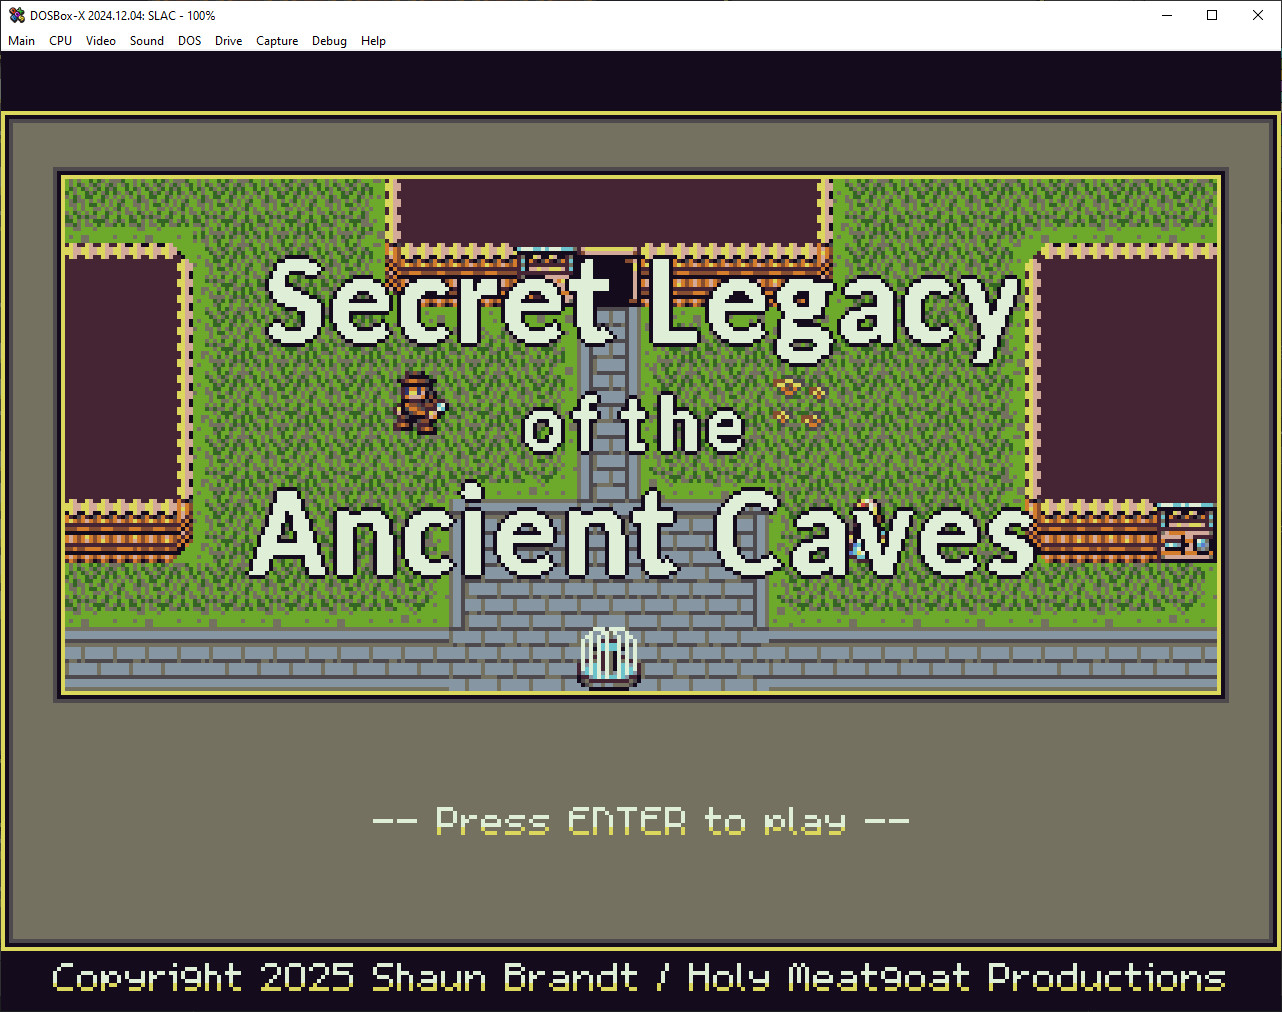 DOSBox-X 2024.12.04: SLAC - 100%
Main CPU Video Sound DOS Drive Capture Debug Help
Secret Legacy
of the
Ancient Caves
-- Press ENTER to play --
Copyright 2025 Shaun Brandt / Holy Meatgoat Productions